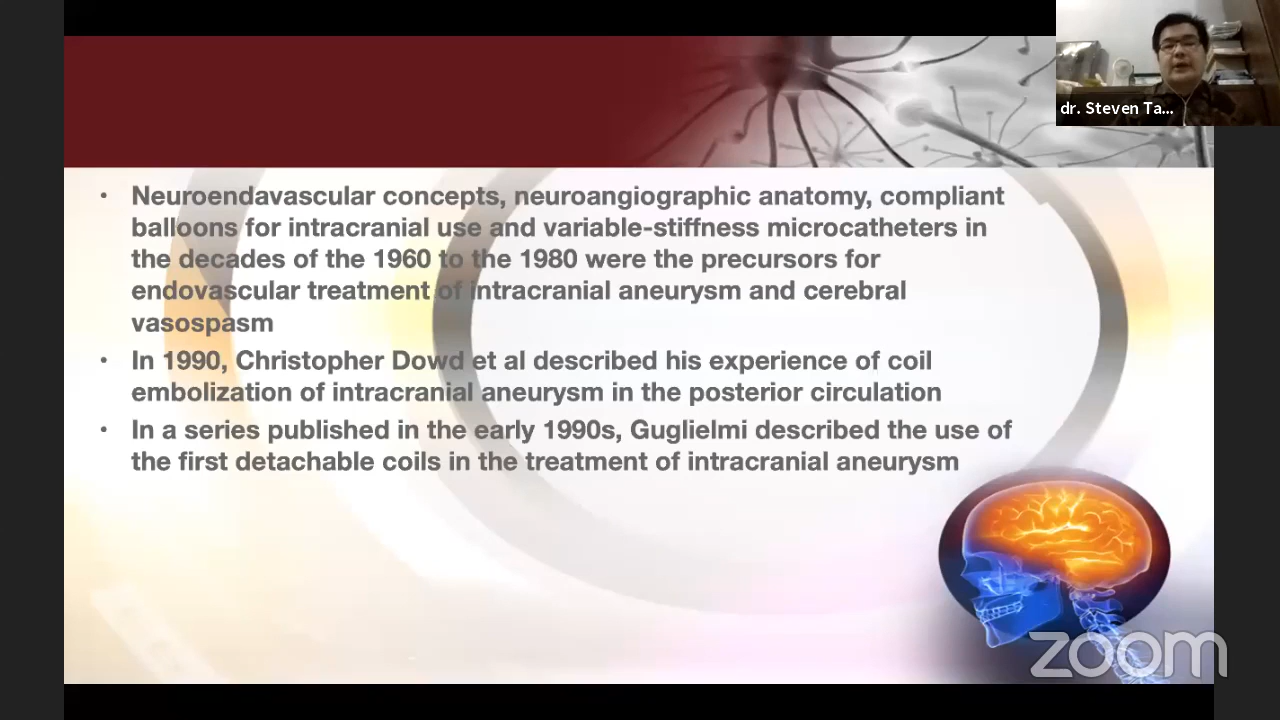 dr. Steven Ta...
• Neuroendavascular concepts, neuroangiographic anatomy, compliant
balloons for intracranial use and variable-stiffness microcatheters in
the decades of the 1960 to the 1980 were the precursors for
endovascular treatment of intracranial aneurysm and cerebral
vasospasm
• In 1990, Christopher Dowd et al described his experience of coil
embolization of intracranial aneurysm in the posterior circulation
• In a series published in the early 1990s, Guglielmi described the use of
the first detachable coils in the treatment of intracranial aneurysm
zoom